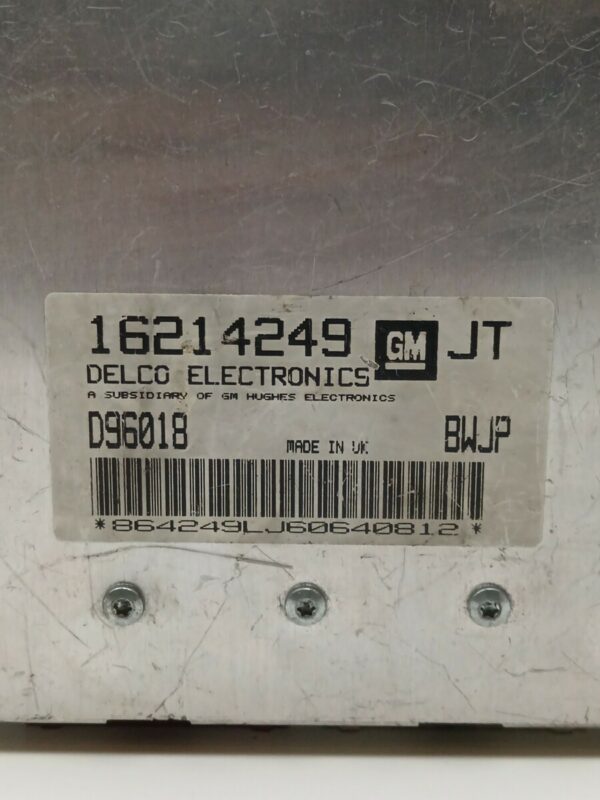 16214249 GM JT
DELCO ELECTRONICS
A SUBSIDIARY OF GM HUGHES ELECTRONICS
D96018 MADE IN UK BWJP
*864249LJ60640812*